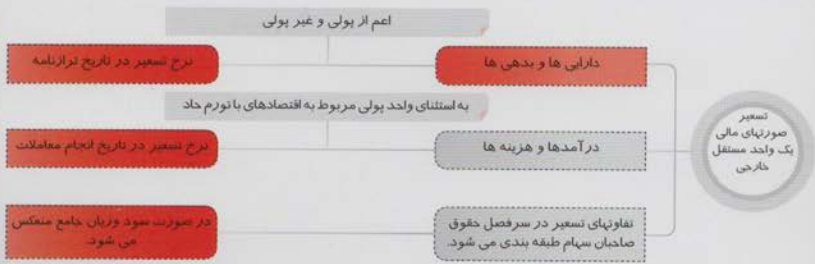 اعم از پولی و غیر پولی
دارایی ها و بدهی ها
نرخ تسعیر در تاریخ ترازنامه
به استثنای واحد پولی مربوط به اقتصادهای با تورم حاد
تسعیر
صورتهای مالی
یک واحد مستقل
خارجی
درآمدها و هزینه ها
نرخ تسعیر در تاریخ انجام معاملات
تفاوتهای تسعیر در سرفصل حقوق
صاحبان سهام طبقه بندی می شود.
در صورت سود وزیان جامع منعکس
می شود.